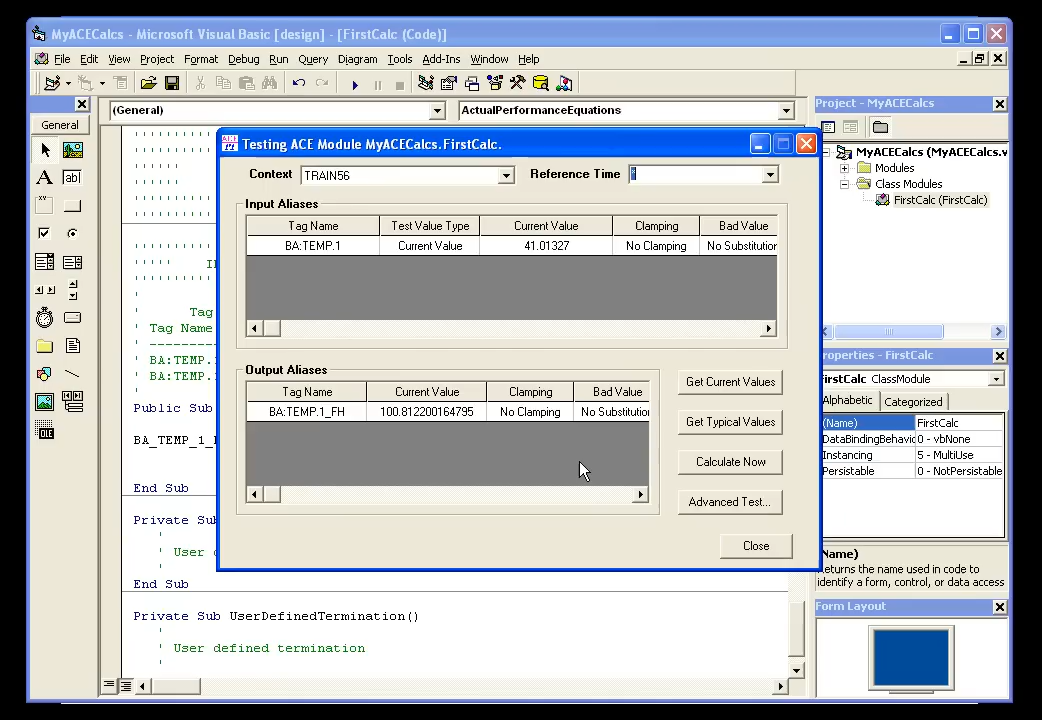 MyACECalcs - Microsoft Visual Basic [design] - [FirstCalc (Code)]
File Edit View Project Format Debug Run Query Diagram Tools Add-Ins Window Help
General
(General)
ActualPerformanceEquations
Project - MyACECalcs
MyACECalcs (MyACECalcs.v
Modules
Class Modules
FirstCalc (FirstCalc)
Testing ACE Module MyACECalcs.FirstCalc.
Context TRAIN56 Reference Time *
Input Aliases
Tag Name Test Value Type Current Value Clamping Bad Value
BA:TEMP.1 Current Value 41.01327 No Clamping No Substitution
Output Aliases
Tag Name Current Value Clamping Bad Value
BA:TEMP.1_FH 100.812200164795 No Clamping No Substitution
Get Current Values
Get Typical Values
Calculate Now
Advanced Test...
Close
' Tag
' Tag Name
' BA:TEMP.1
' BA:TEMP.1
Public Sub
BA_TEMP_1_
End Sub
Private Sub
' User
End Sub
Private Sub UserDefinedTermination()
' User defined termination
'
roperties - FirstCalc
irstCalc ClassModule
lphabetic Categorized
(Name) FirstCalc
DataBindingBehavi 0 - vbNone
Instancing 5 - MultiUse
Persistable 0 - NotPersistable
Name)
eturns the name used in code to
identify a form, control, or data access
Form Layout